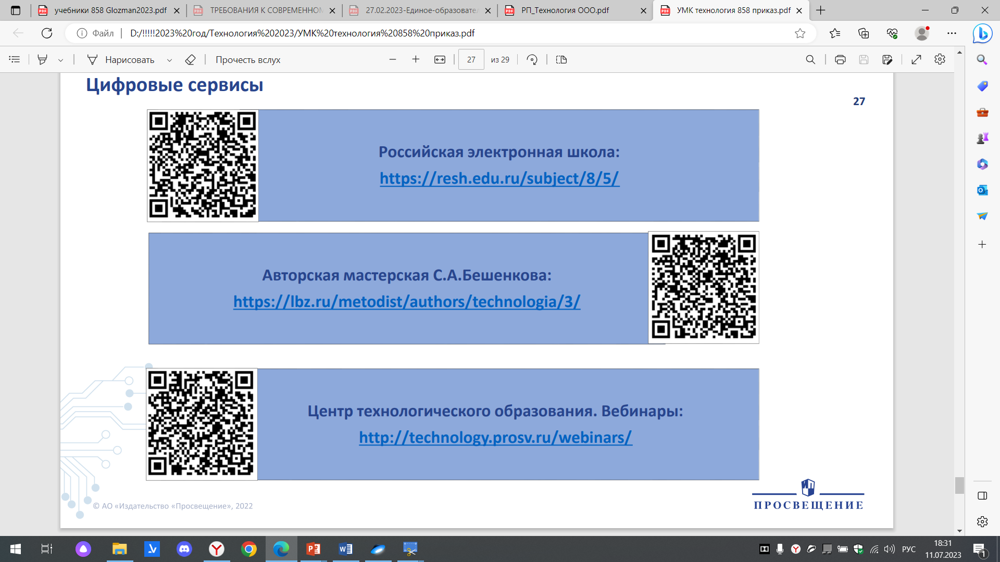 учебники 858 Glozman2023.pdf
ТРЕБОВАНИЯ К СОВРЕМЕННОМ
27.02.2023-Единое-образовател
РП_Технология ООО.pdf
УМК технология 858 приказ.pdf
Файл
D:/!!!!!2023%20год/Технология%202023/УМК%20технология%20858%20приказ.pdf
Нарисовать
Прочесть вслух
27
из 29
Цифровые сервисы
27
Российская электронная школа:
https://resh.edu.ru/subject/8/5/
Авторская мастерская С.А.Бешенкова:
https://lbz.ru/metodist/authors/technologia/3/
Центр технологического образования. Вебинары:
http://technology.prosv.ru/webinars/
© АО «Издательство «Просвещение», 2022
ПРОСВЕЩЕНИЕ
РУС
18:31
11.07.2023
1